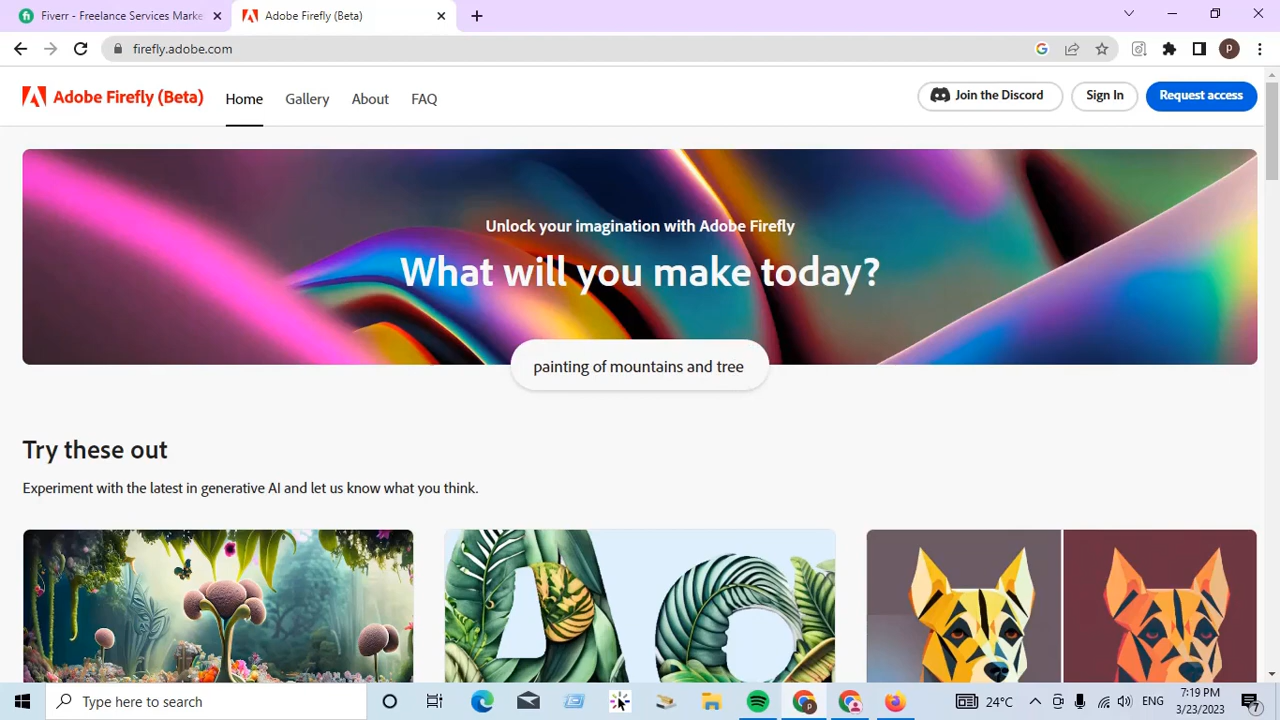 Fiverr - Freelance Services Marke
Adobe Firefly (Beta)
firefly.adobe.com
P
Adobe Firefly (Beta)
Home
Gallery
About
FAQ
Join the Discord
Sign In
Request access
Unlock your imagination with Adobe Firefly
What will you make today?
painting of mountains and tree
Try these out
Experiment with the latest in generative AI and let us know what you think.
Type here to search
24°C
ENG
7:19 PM
3/23/2023
7